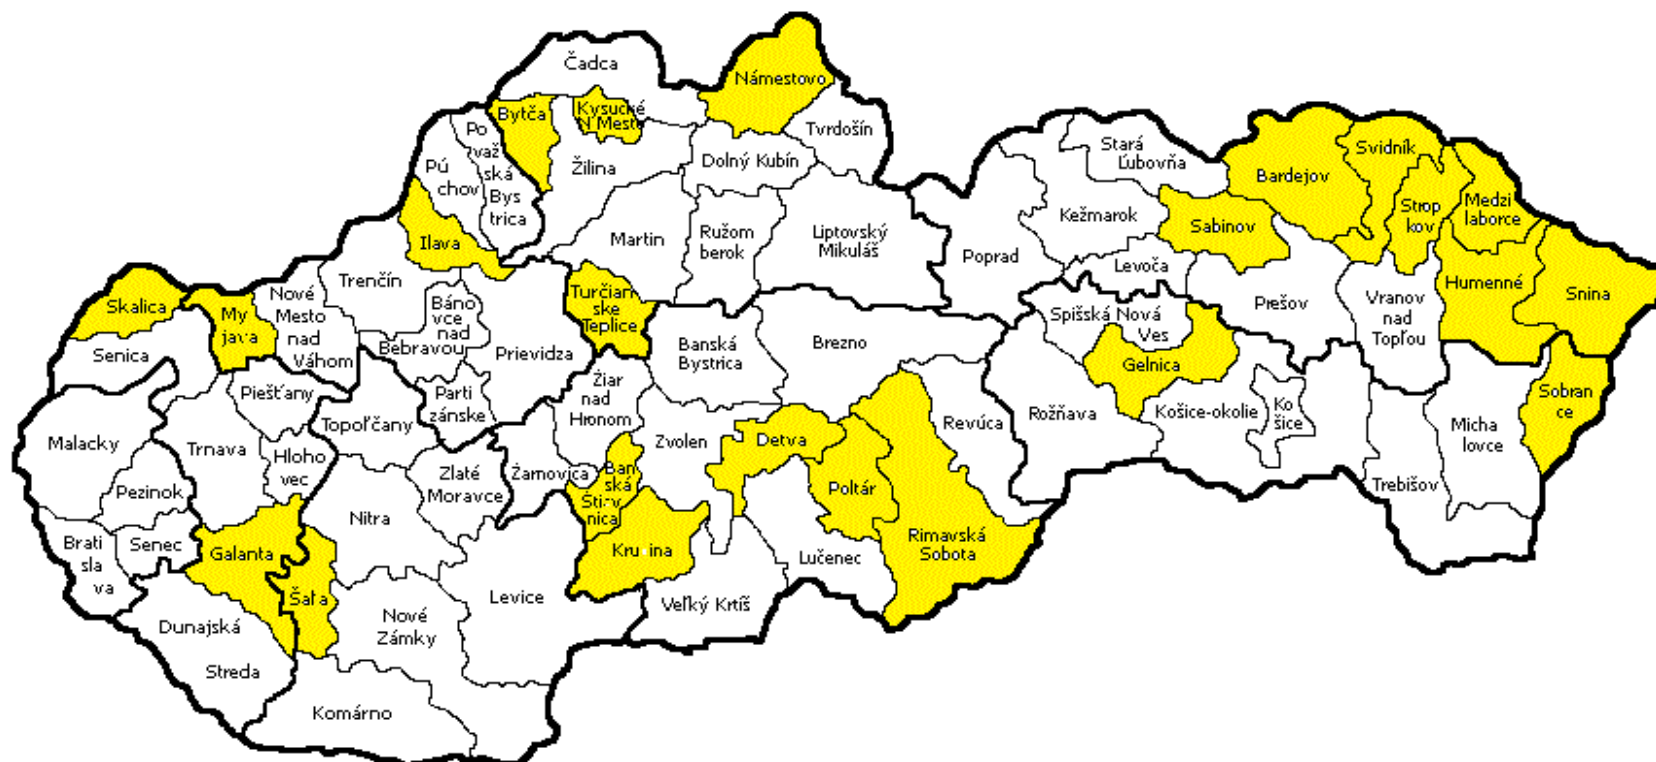 Čadca
Námestovo
Bytča
Kysucké
N Mesto
Tvrdošín
Po
važ
ská
Bys
trica
Pú
chov
Žilina
Dolný Kubín
Stará
Ľubovňa
Svidník
Bardejov
Medzi
laborce
Strop
kov
Kežmarok
Sabinov
Ilava
Martin
Ružom
berok
Liptovský
Mikuláš
Poprad
Levoča
Trenčín
Turčian
ske
Teplice
Prešov
Humenné
Snina
Skalica
My
java
Nové
Mesto
nad
Váhom
Báno
vce
nad
Bebravou
Prievidza
Spišská Nová
Ves
Vranov
nad
Topľou
Senica
Banská
Bystrica
Brezno
Gelnica
Piešťany
Parti
zánske
Žiar
nad
Hronom
Sobran
ce
Malacky
Trnava
Topoľčany
Revúca
Rožňava
Košice-okolie
Ko
šice
Micha
lovce
Hloho
vec
Zvolen
Detva
Zlaté
Moravce
Žarnovica
Ban
ská
Štiavnica
Pezinok
Poltár
Trebišov
Nitra
Brati
sla
va
Senec
Galanta
Krupina
Lučenec
Rimavská
Sobota
Šaľa
Levice
Veľký Krtíš
Nové
Zámky
Dunajská
Streda
Komárno